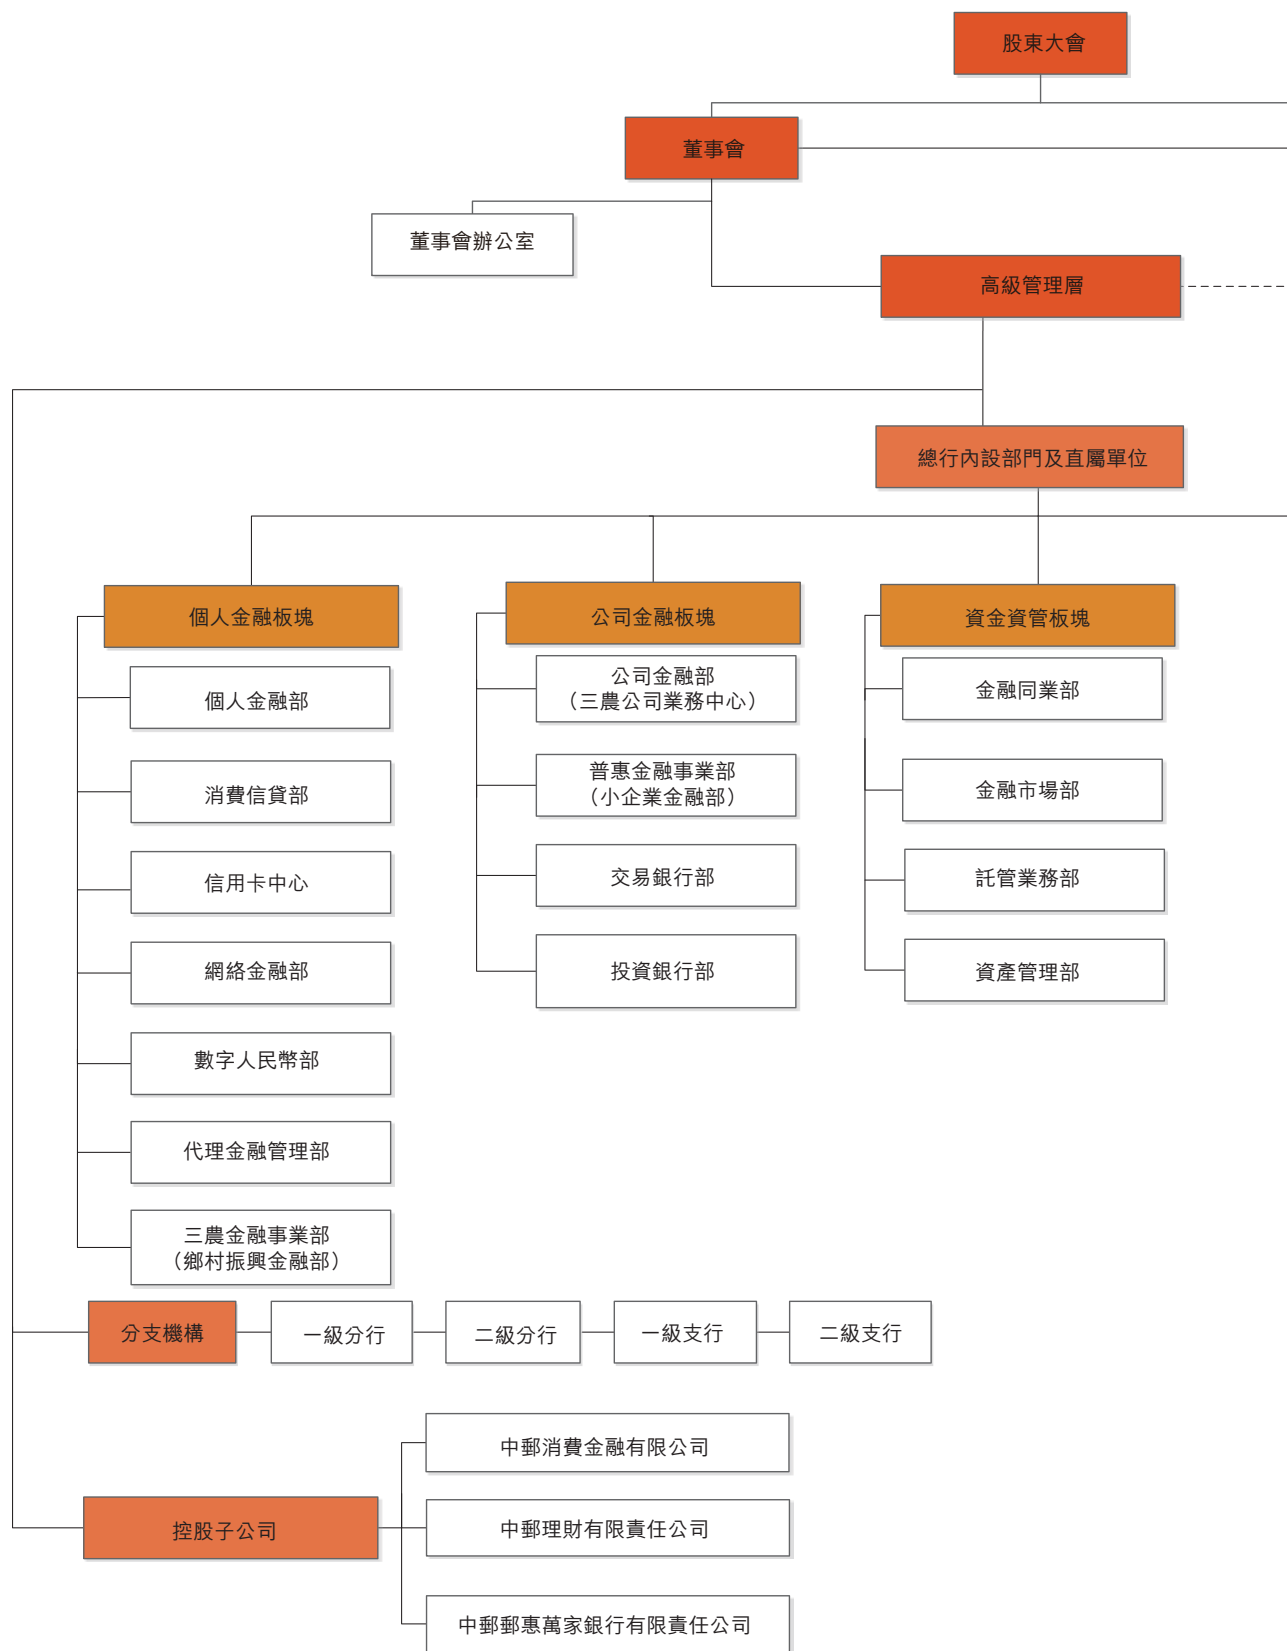 股東大會
董事會
董事會辦公室
高級管理層
總行內設部門及直屬單位
個人金融板塊
個人金融部
消費信貸部
信用卡中心
網絡金融部
數字人民幣部
代理金融管理部
三農金融事業部
（鄉村振興金融部）
公司金融板塊
公司金融部
（三農公司業務中心）
普惠金融事業部
（小企業金融部）
交易銀行部
投資銀行部
資金資管板塊
金融同業部
金融市場部
託管業務部
資產管理部
分支機構
一級分行
二級分行
一級支行
二級支行
控股子公司
中郵消費金融有限公司
中郵理財有限責任公司
中郵郵惠萬家銀行有限責任公司